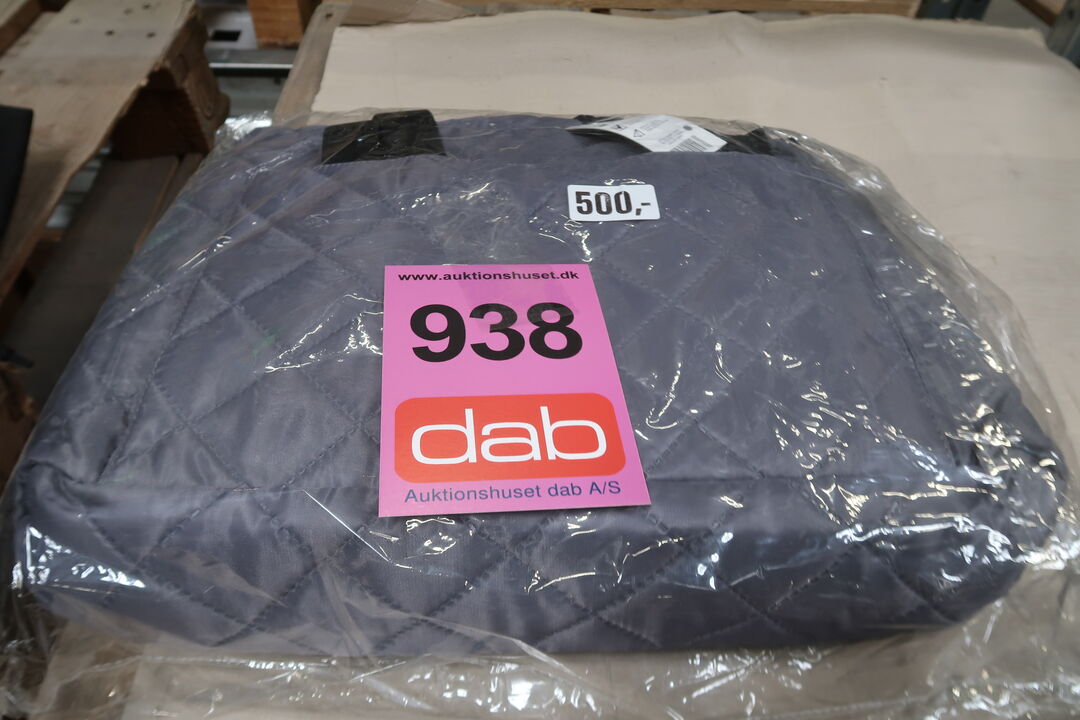 500,-
www.auktionshuset.dk
938
dab
Auktionshuset dab A/S